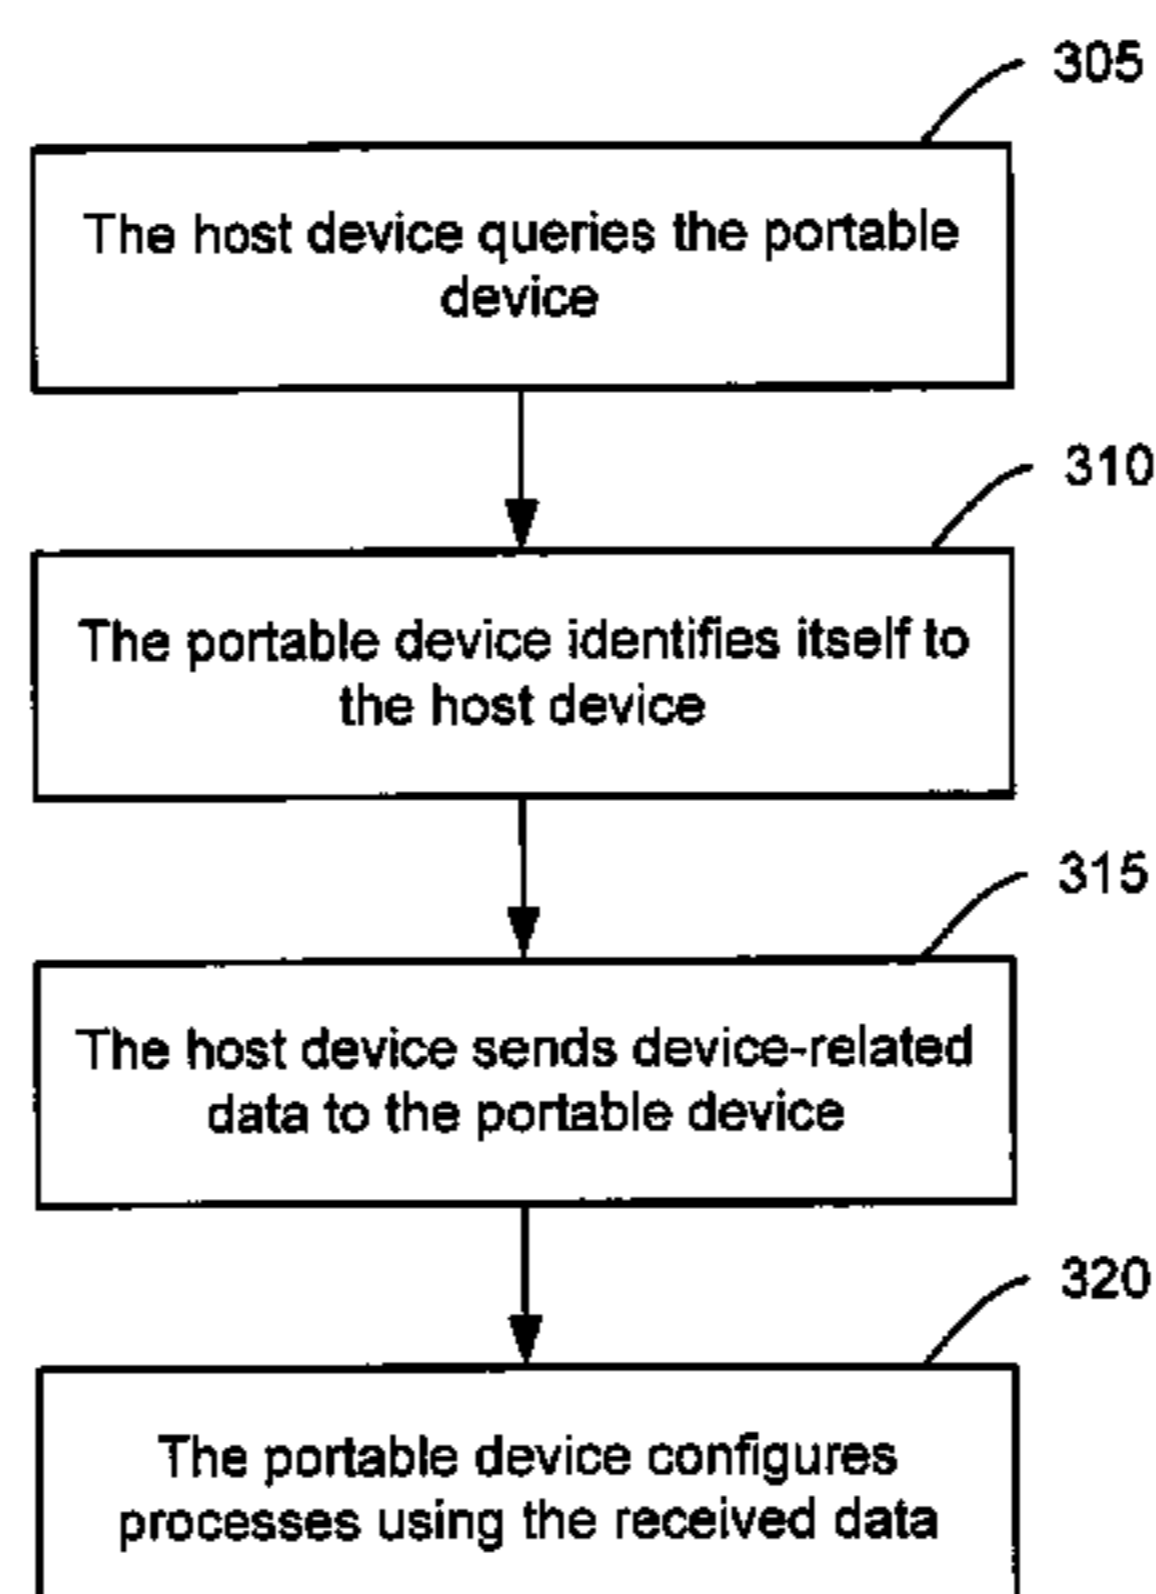 305
The host device queries the portable
device
310
The portable device identifies itself to
the host device
315
The host device sends device-related
data to the portable device
320
The portable device configures
processes using the received data